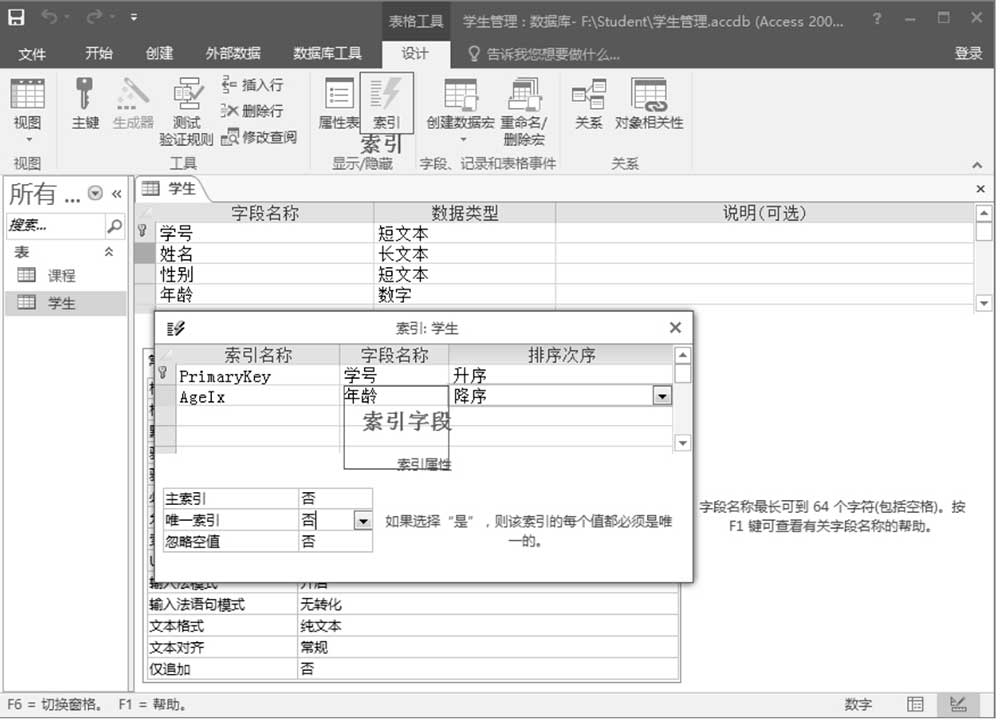 表格工具
学生管理：数据库- F:\Student\学生管理.accdb (Access 200...
?
文件
开始
创建
外部数据
数据库工具
设计
告诉我您想要做什么...
登录
视图
主键
生成器
测试
验证规则
插入行
删除行
修改查阅
属性表
索引
创建数据宏
重命名/
删除宏
关系
对象相关性
索引
视图
工具
显示/隐藏
字段、记录和表格事件
关系
所有 ...
搜索...
表
课程
学生
学生
字段名称 数据类型 说明(可选)
学号 短文本
姓名 长文本
性别 短文本
年龄 数字
索引: 学生
索引名称 字段名称 排序次序
PrimaryKey 学号 升序
AgeIx 年龄 降序
索引字段
索引属性
主索引 否
唯一索引 否
忽略空值 否
如果选择“是”，则该索引的每个值都必须是唯
一的。
字段名称最长可到 64 个字符(包括空格)。按
F1 键可查看有关字段名称的帮助。
输入法模式 开启
输入法语句模式 无转化
文本格式 纯文本
文本对齐 常规
仅追加 否
F6 = 切换窗格。 F1 = 帮助。
数字